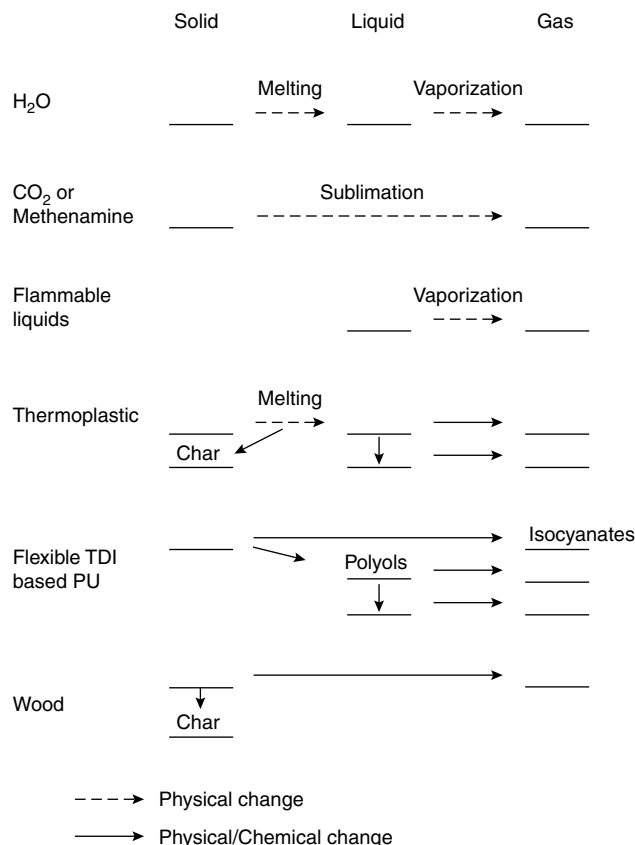 Solid Liquid Gas
H₂O
Melting Vaporization
CO₂ or
Methenamine
Sublimation
Flammable
liquids
Vaporization
Thermoplastic
Melting
Char
Flexible TDI
based PU
Isocyanates
Polyols
Wood
Char
Physical change
Physical/Chemical change